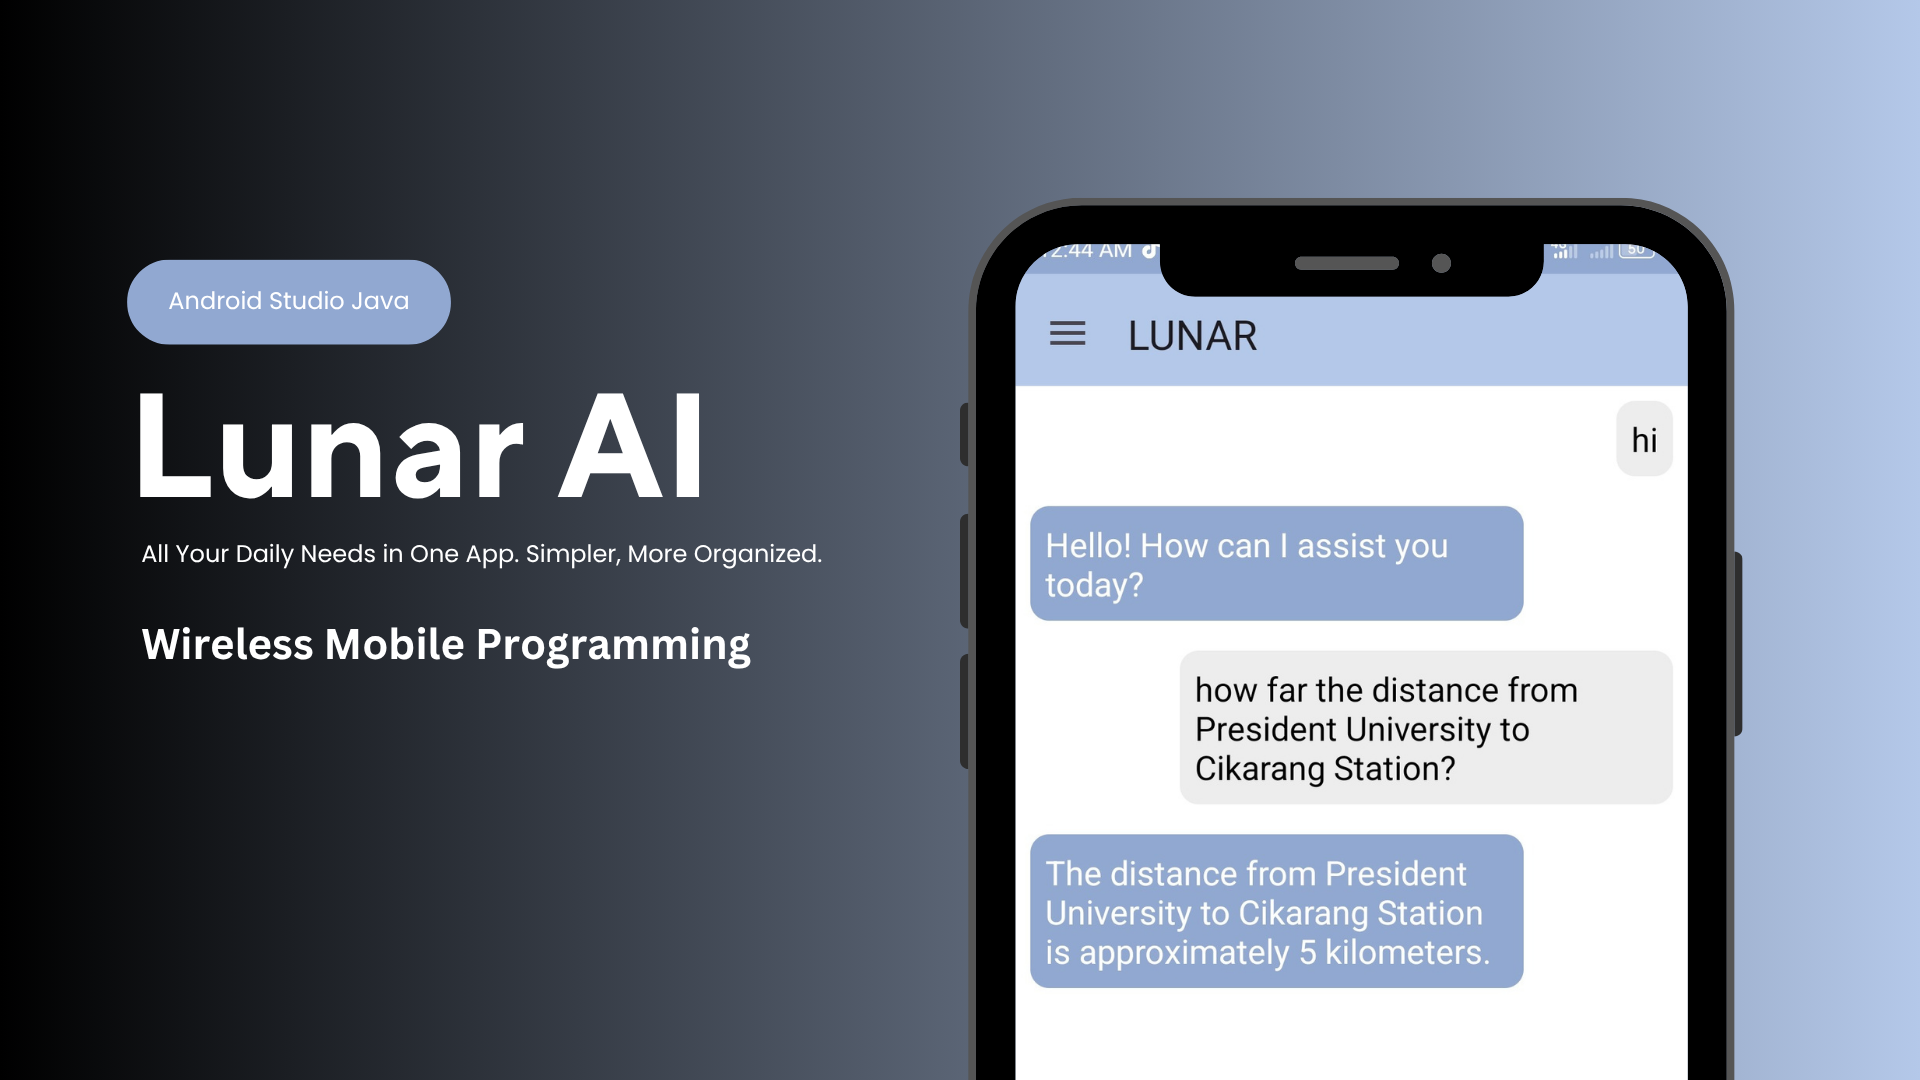 Android Studio Java
Lunar AI
All Your Daily Needs in One App. Simpler, More Organized.
Wireless Mobile Programming
2:44 AM
LUNAR
hi
Hello! How can I assist you
today?
how far the distance from
President University to
Cikarang Station?
The distance from President
University to Cikarang Station
is approximately 5 kilometers.